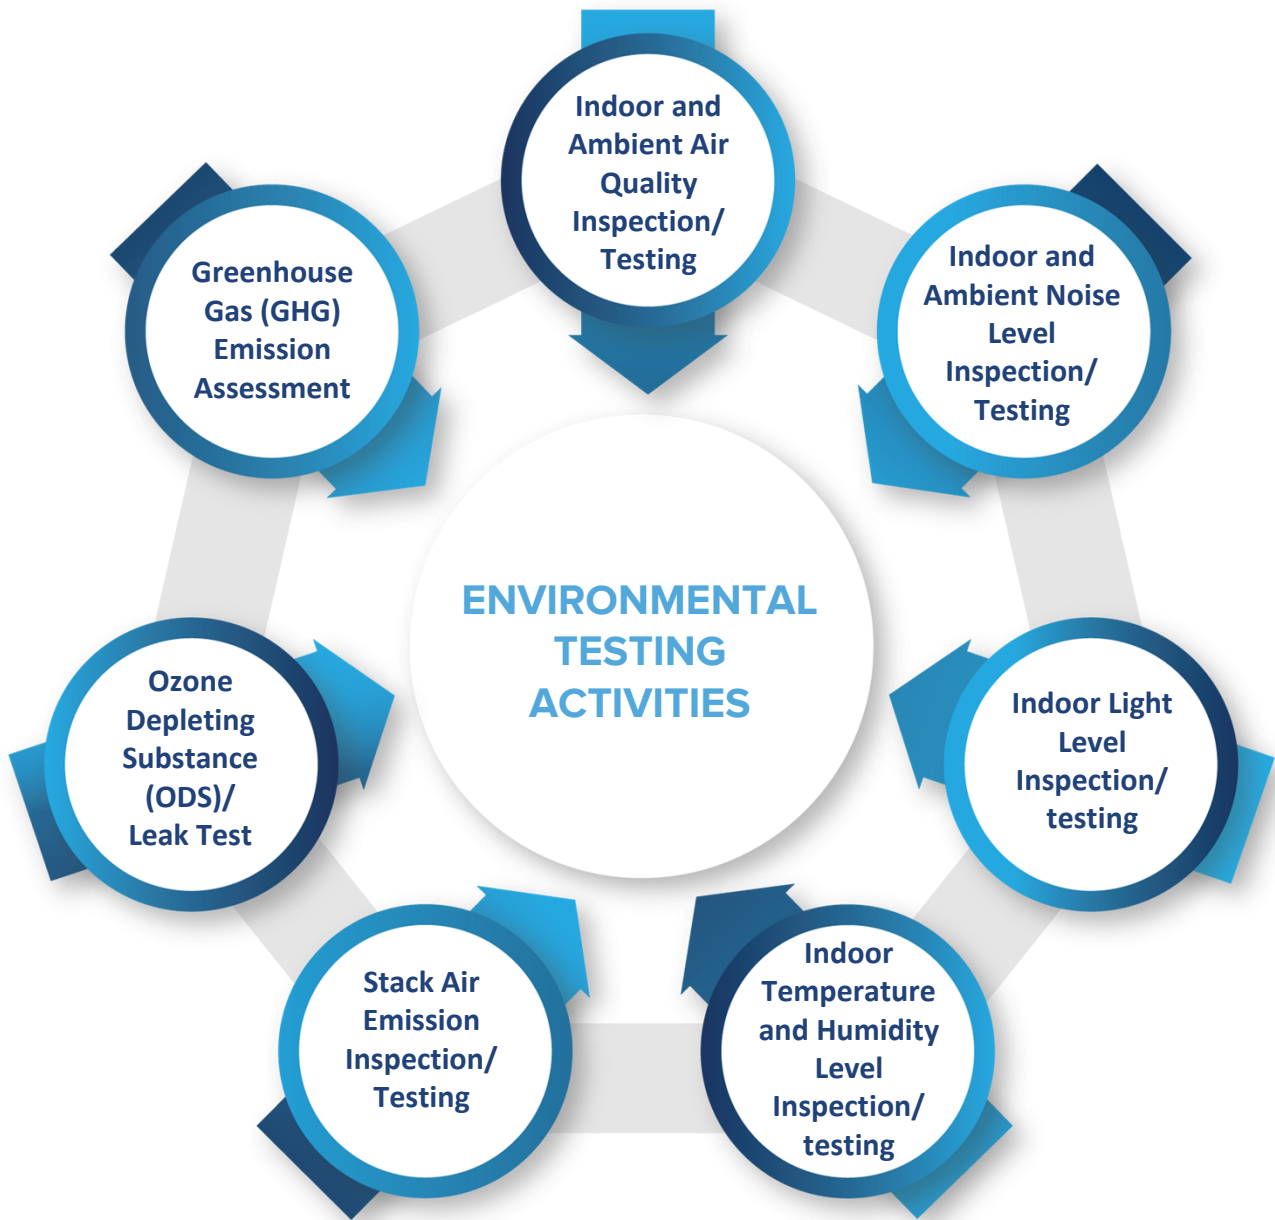 Indoor and
Ambient Air
Quality
Inspection/
Testing
Indoor and
Ambient Noise
Level
Inspection/
Testing
Indoor Light
Level
Inspection/
testing
Indoor
Temperature
and Humidity
Level
Inspection/
testing
Stack Air
Emission
Inspection/
Testing
Ozone
Depleting
Substance
(ODS)/
Leak Test
Greenhouse
Gas (GHG)
Emission
Assessment
ENVIRONMENTAL
TESTING
ACTIVITIES